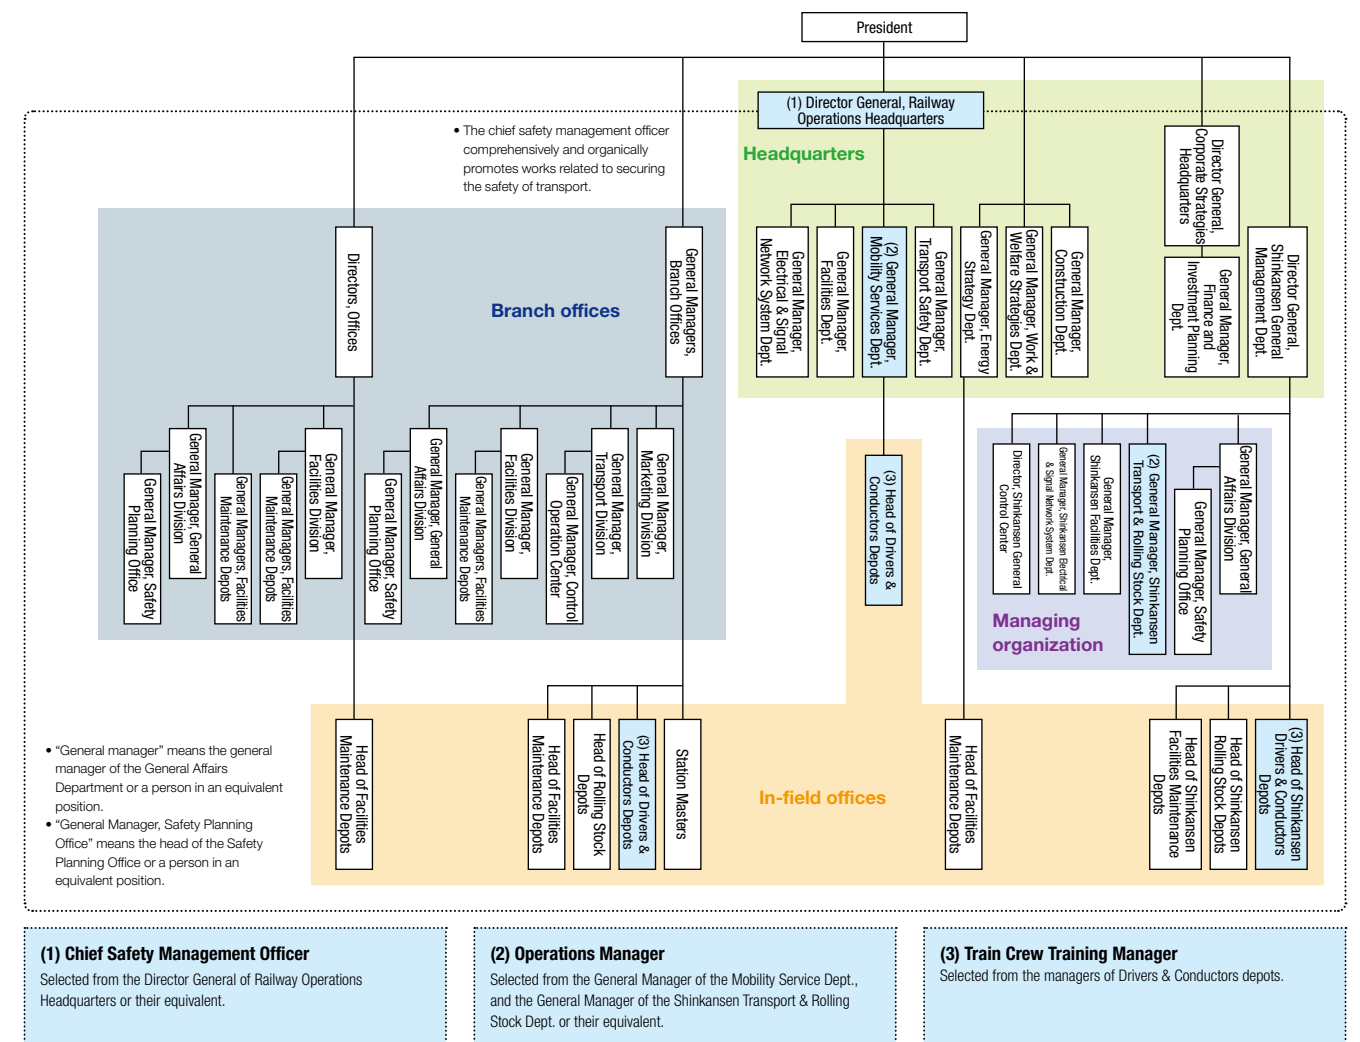 President
(1) Director General, Railway
Operations Headquarters
• The chief safety management officer
comprehensively and organically
promotes works related to securing
the safety of transport.
Headquarters
Director General,
Corporate Strategies
Headquarters
Directors, Offices
General Managers,
Branch Offices
Branch offices
General Manager,
Electrical & Signal
Network System Dept.
General Manager,
Facilities Dept.
(2) General Manager,
Mobility Services Dept.
General Manager,
Transport Safety Dept.
General Manager, Energy
Strategy Dept.
General Manager, Work &
Welfare Strategies Dept.
General Manager,
Construction Dept.
General Manager,
Finance and
Investment Planning
Dept
Director General,
Shinkansen General
Management Dept.
General Manager, Safety
Planning Office
General Manager, General
Affairs Division
General Managers, Facilities
Maintenance Depots
General Managers, Facilities
Maintenance Depots
General Manager,
Facilities Division
General Manager, Safety
Planning Office
General Manager, General
Affairs Division
General Managers, Facilities
Maintenance Depots
General Manager,
Facilities Division
General Manager, Control
Operation Center
General Manager,
Transport Division
General Manager,
Marketing Division
(3) Head of Drivers &
Conductors Depots
Director, Shinkansen General
Control Center
General Manager, Shinkansen Electrical
& Signal Network System Dept.
General Manager,
Shinkansen Facilities Dept.
(2) General Manager, Shinkansen
Transport & Rolling Stock Dept.
General Manager, Safety
Planning Office
General Manager, General
Affairs Division
Managing
organization
• “General manager” means the general
manager of the General Affairs
Department or a person in an equivalent
position.
• “General Manager, Safety Planning
Office” means the head of the Safety
Planning Office or a person in an
equivalent position.
Head of Facilities
Maintenance Depots
Head of Facilities
Maintenance Depots
Head of Rolling Stock
Depots
(3) Head of Drivers &
Conductors Depots
Station Masters
In-field offices
Head of Facilities
Maintenance Depots
Head of Shinkansen
Facilities Maintenance
Depots
Head of Shinkansen
Rolling Stock Depots
(3) Head of Shinkansen
Drivers & Conductors
Depots
(1) Chief Safety Management Officer
Selected from the Director General of Railway Operations
Headquarters or their equivalent.
(2) Operations Manager
Selected from the General Manager of the Mobility Service Dept.,
and the General Manager of the Shinkansen Transport & Rolling
Stock Dept. or their equivalent.
(3) Train Crew Training Manager
Selected from the managers of Drivers & Conductors depots.